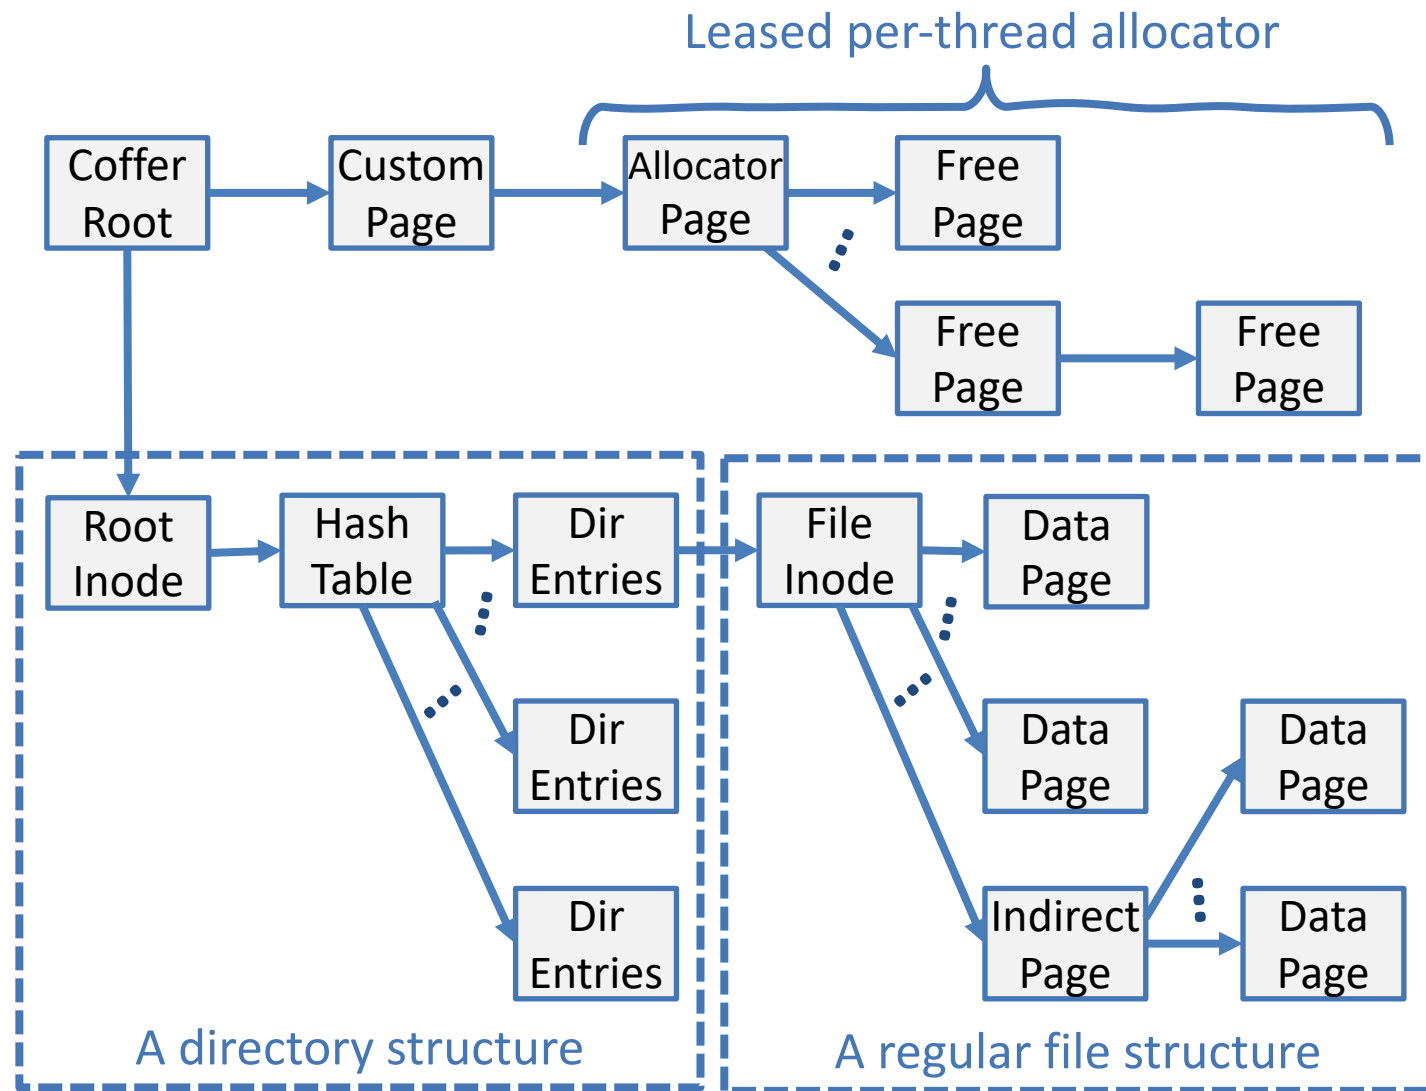 Leased per-thread allocator
Coffer
Root
Custom
Page
Allocator
Page
Free
Page
Free
Page
Free
Page
Root
Inode
Hash
Table
Dir
Entries
File
Inode
Data
Page
Dir
Entries
Data
Page
Data
Page
Dir
Entries
Indirect
Page
Data
Page
A directory structure
A regular file structure